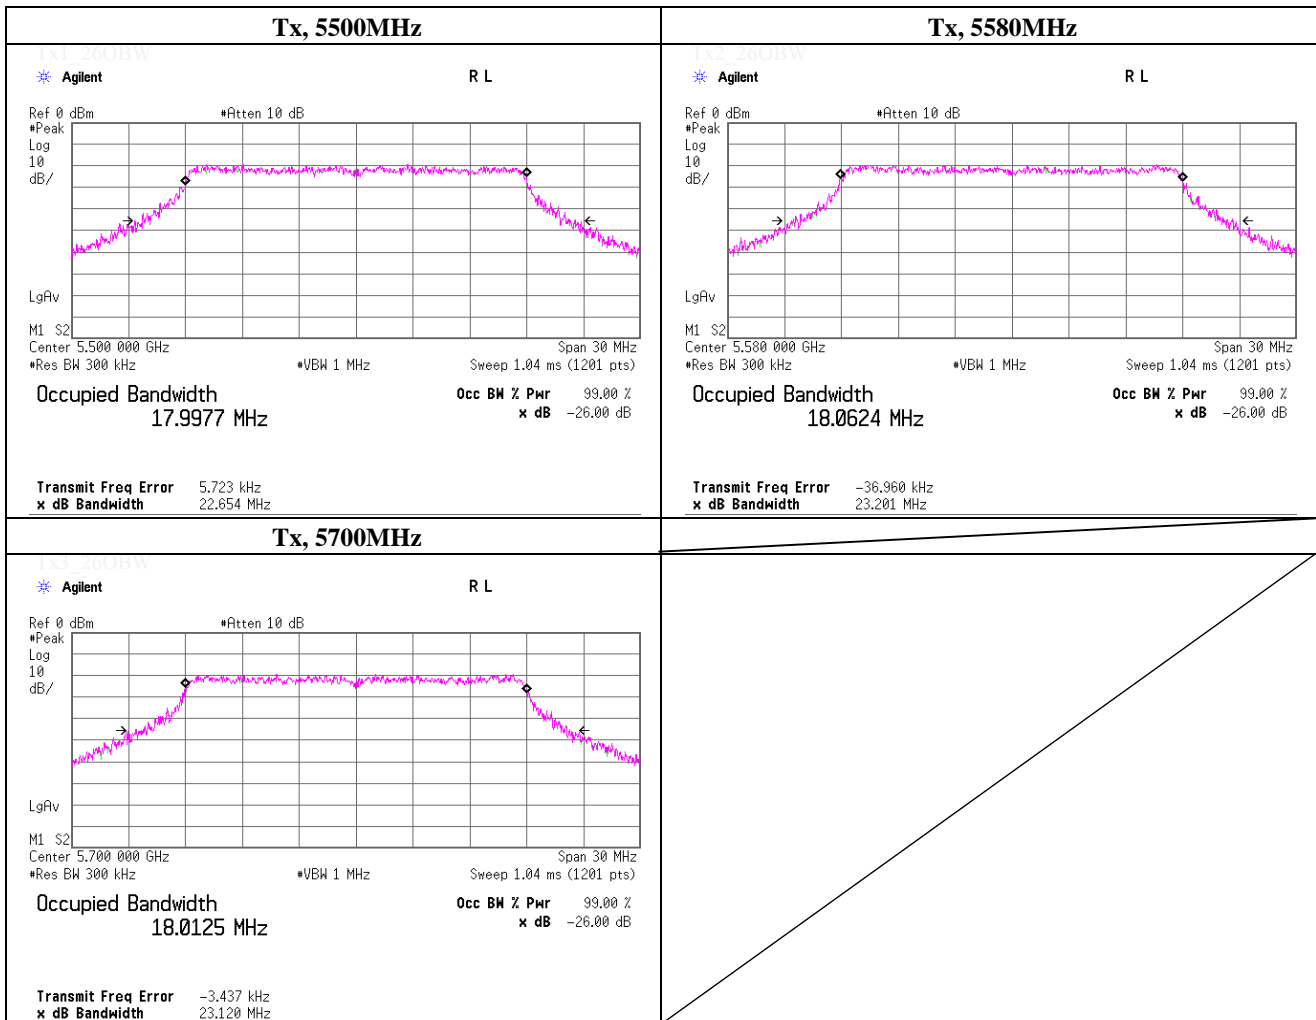 Tx, 5500MHz
Tx1_26OBW
Agilent R L
Ref 0 dBm #Atten 10 dB
#Peak
Log
10
dB/
LgAv
M1 S2
Center 5.500 000 GHz Span 30 MHz
#Res BW 300 kHz #VBW 1 MHz Sweep 1.04 ms (1201 pts)
Occupied Bandwidth Occ BW % Pwr 99.00 %
17.9977 MHz x dB -26.00 dB
Transmit Freq Error 5.723 kHz
x dB Bandwidth 22.654 MHz
Tx, 5580MHz
Tx2_26OBW
Agilent R L
Ref 0 dBm #Atten 10 dB
#Peak
Log
10
dB/
LgAv
M1 S2
Center 5.580 000 GHz Span 30 MHz
#Res BW 300 kHz #VBW 1 MHz Sweep 1.04 ms (1201 pts)
Occupied Bandwidth Occ BW % Pwr 99.00 %
18.0624 MHz x dB -26.00 dB
Transmit Freq Error -36.960 kHz
x dB Bandwidth 23.201 MHz
Tx, 5700MHz
Tx3_26OBW
Agilent R L
Ref 0 dBm #Atten 10 dB
#Peak
Log
10
dB/
LgAv
M1 S2
Center 5.700 000 GHz Span 30 MHz
#Res BW 300 kHz #VBW 1 MHz Sweep 1.04 ms (1201 pts)
Occupied Bandwidth Occ BW % Pwr 99.00 %
18.0125 MHz x dB -26.00 dB
Transmit Freq Error -3.437 kHz
x dB Bandwidth 23.120 MHz